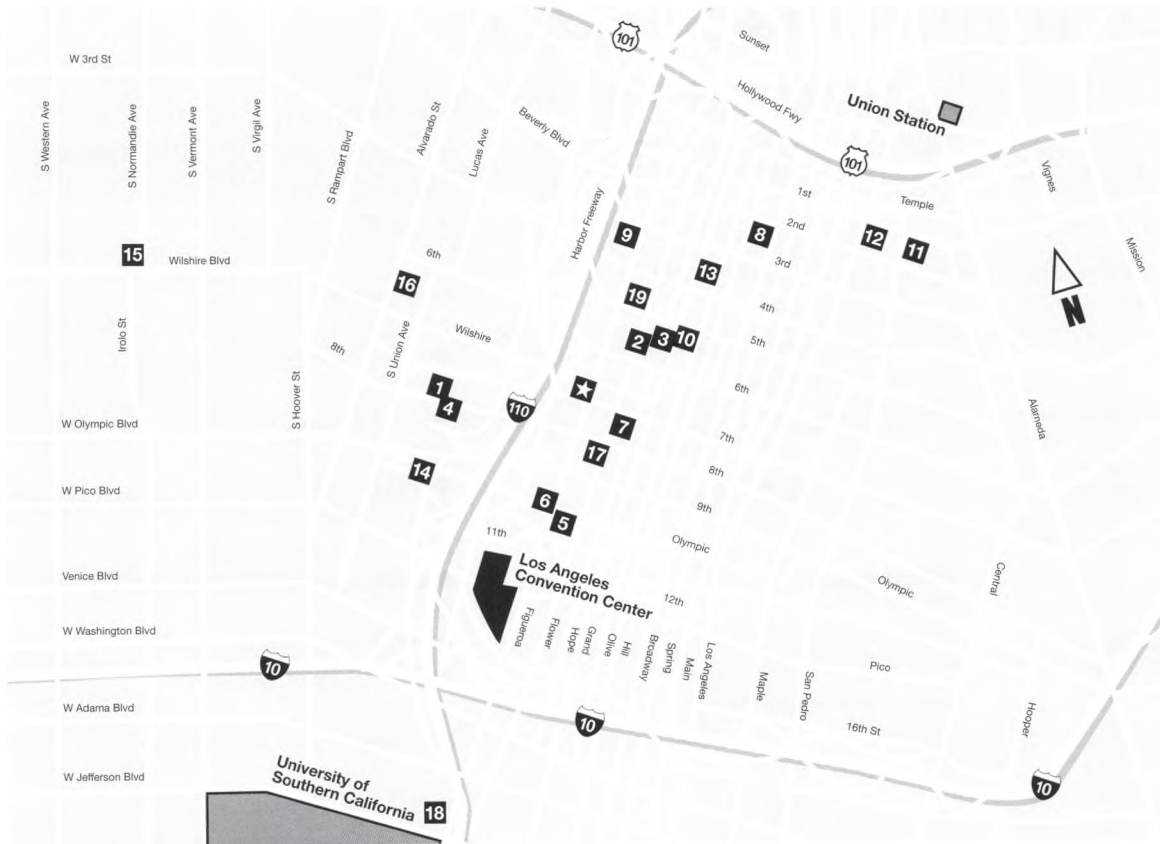 101
Sunset
W 3rd St
Hollywood Fwy
Union Station
S Western Ave
S Normandie Ave
S Vermont Ave
S Virgil Ave
S Rampart Blvd
Alvarado St
Lucas Ave
Beverly Blvd
101
Vignes
1st
Temple
Harbor Freeway
2nd
9
8
12
11
Mission
15
Wilshire Blvd
6th
3rd
13
16
19
4th
N
Irolo St
8th
S Union Ave
Wilshire
2
3
10
5th
S Hoover St
1
4
110
6th
Alameda
W Olympic Blvd
7
7th
17
14
8th
W Pico Blvd
6
5
9th
11th
Olympic
Los Angeles
Convention Center
Venice Blvd
Olympic
Central
12th
W Washington Blvd
Figueroa
Flower
Hope
Grand
Olive
Hill
Broadway
Spring
Main
Los Angeles
Maple
San Pedro
Pico
10
W Adama Blvd
10
16th St
Hooper
W Jefferson Blvd
University of
Southern California
18
10